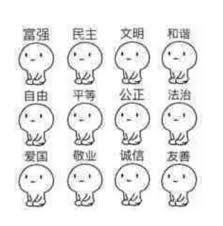 富强 民主 文明 和谐
自由 平等 公正 法治
爱国 敬业 诚信 友善